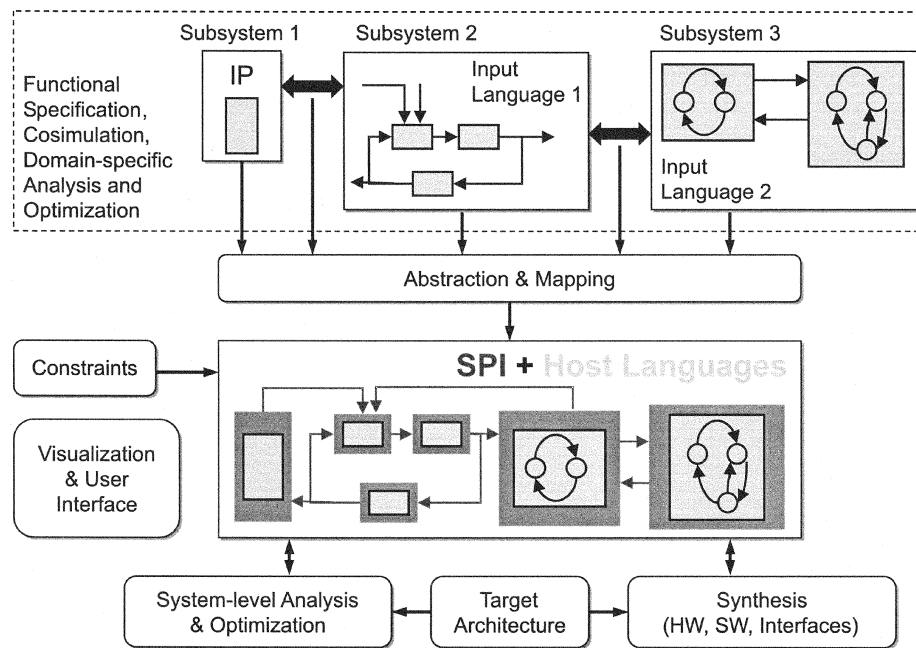 Subsystem 1
Subsystem 2
Subsystem 3
Functional
Specification,
Cosimulation,
Domain-specific
Analysis and
Optimization
IP
Input
Language 1
Input
Language 2
Abstraction & Mapping
Constraints
SPI + Host Languages
Visualization
& User
Interface
System-level Analysis
& Optimization
Target
Architecture
Synthesis
(HW, SW, Interfaces)